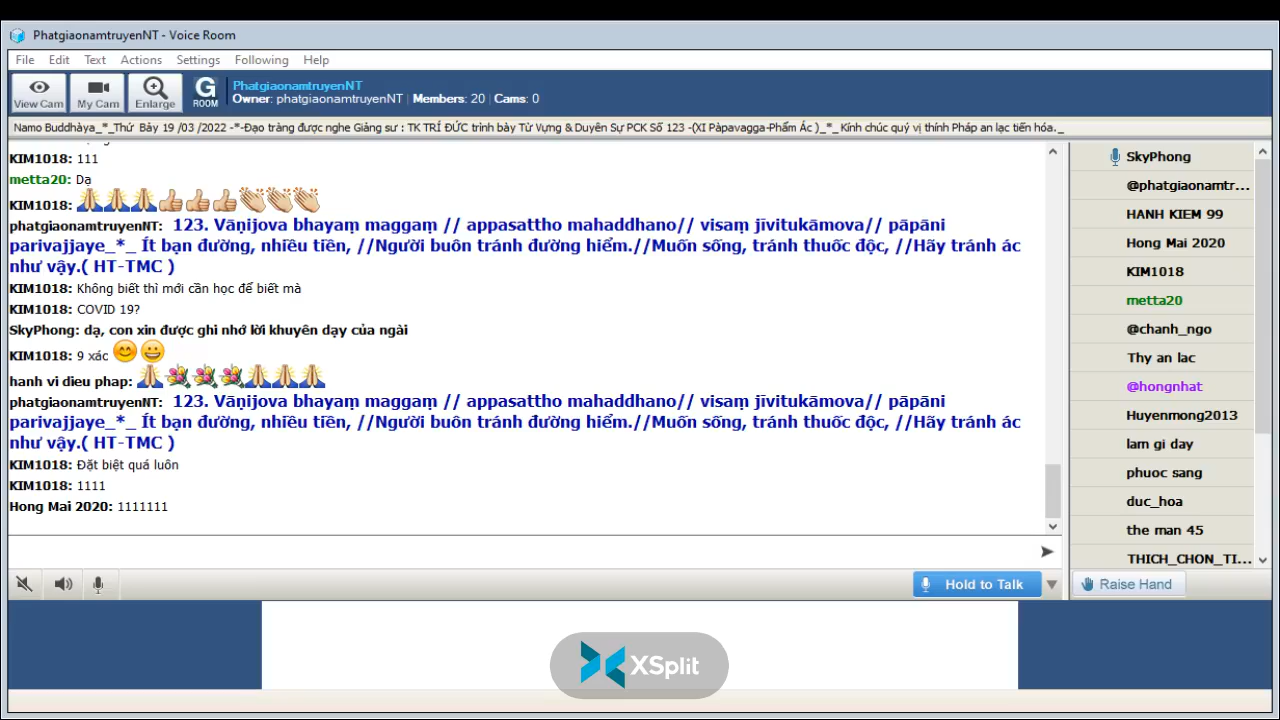 PhatgiaonamtruyenNT - Voice Room
File Edit Text Actions Settings Following Help
View Cam My Cam Enlarge G ROOM
PhatgiaonamtruyenNT
Owner: phatgiaonamtruyenNT | Members: 20 | Cams: 0
Namo Buddhàya_*_Thứ Bảy 19 /03 /2022 -*-Đạo tràng được nghe Giảng sư : TK TRÍ ĐỨC trình bày Từ Vựng & Duyên Sự PCK Số 123 -(XI Pàpavagga-Phẩm Ác )_*_ Kính chúc quý vị thính Pháp an lạc tiến hóa._
KIM1018: 111
metta20: Dạ
KIM1018:
phatgiaonamtruyenNT: 123. Vāṇijova bhayaṃ maggaṃ // appasattho mahaddhano// visaṃ jīvitukāmova// pāpāni
parivajjaye_*_ Ít bạn đường, nhiều tiền, //Người buôn tránh đường hiểm.//Muốn sống, tránh thuốc độc, //Hãy tránh ác
như vậy.( HT-TMC )
KIM1018: Không biết thì mới cần học để biết mà
KIM1018: COVID 19?
SkyPhong: dạ, con xin được ghi nhớ lời khuyên dạy của ngài
KIM1018: 9 xác
hanh vi dieu phap:
phatgiaonamtruyenNT: 123. Vāṇijova bhayaṃ maggaṃ // appasattho mahaddhano// visaṃ jīvitukāmova// pāpāni
parivajjaye_*_ Ít bạn đường, nhiều tiền, //Người buôn tránh đường hiểm.//Muốn sống, tránh thuốc độc, //Hãy tránh ác
như vậy.( HT-TMC )
KIM1018: Đặt biệt quá luôn
KIM1018: 1111
Hong Mai 2020: 1111111
SkyPhong
@phatgiaonamtr...
HANH KIEM 99
Hong Mai 2020
KIM1018
metta20
@chanh_ngo
Thy an lac
@hongnhat
Huyenmong2013
lam gi day
phuoc sang
duc_hoa
the man 45
THICH_CHON_TI...
Hold to Talk
Raise Hand
XSplit